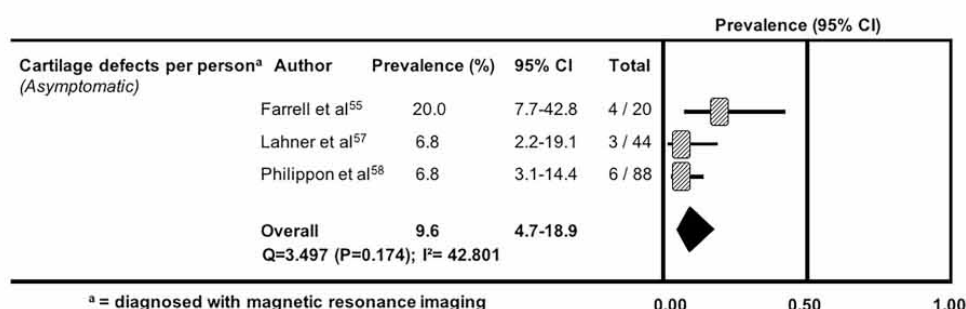 Prevalence (95% CI)
Cartilage defects per personᵃ Author Prevalence (%) 95% CI Total
(Asymptomatic)
Farrell et al⁵⁵ 20.0 7.7-42.8 4 / 20
Lahner et al⁵⁷ 6.8 2.2-19.1 3 / 44
Philippon et al⁵⁸ 6.8 3.1-14.4 6 / 88
Overall 9.6 4.7-18.9
Q=3.497 (P=0.174); I²= 42.801
ᵃ = diagnosed with magnetic resonance imaging 0.00 0.50 1.00